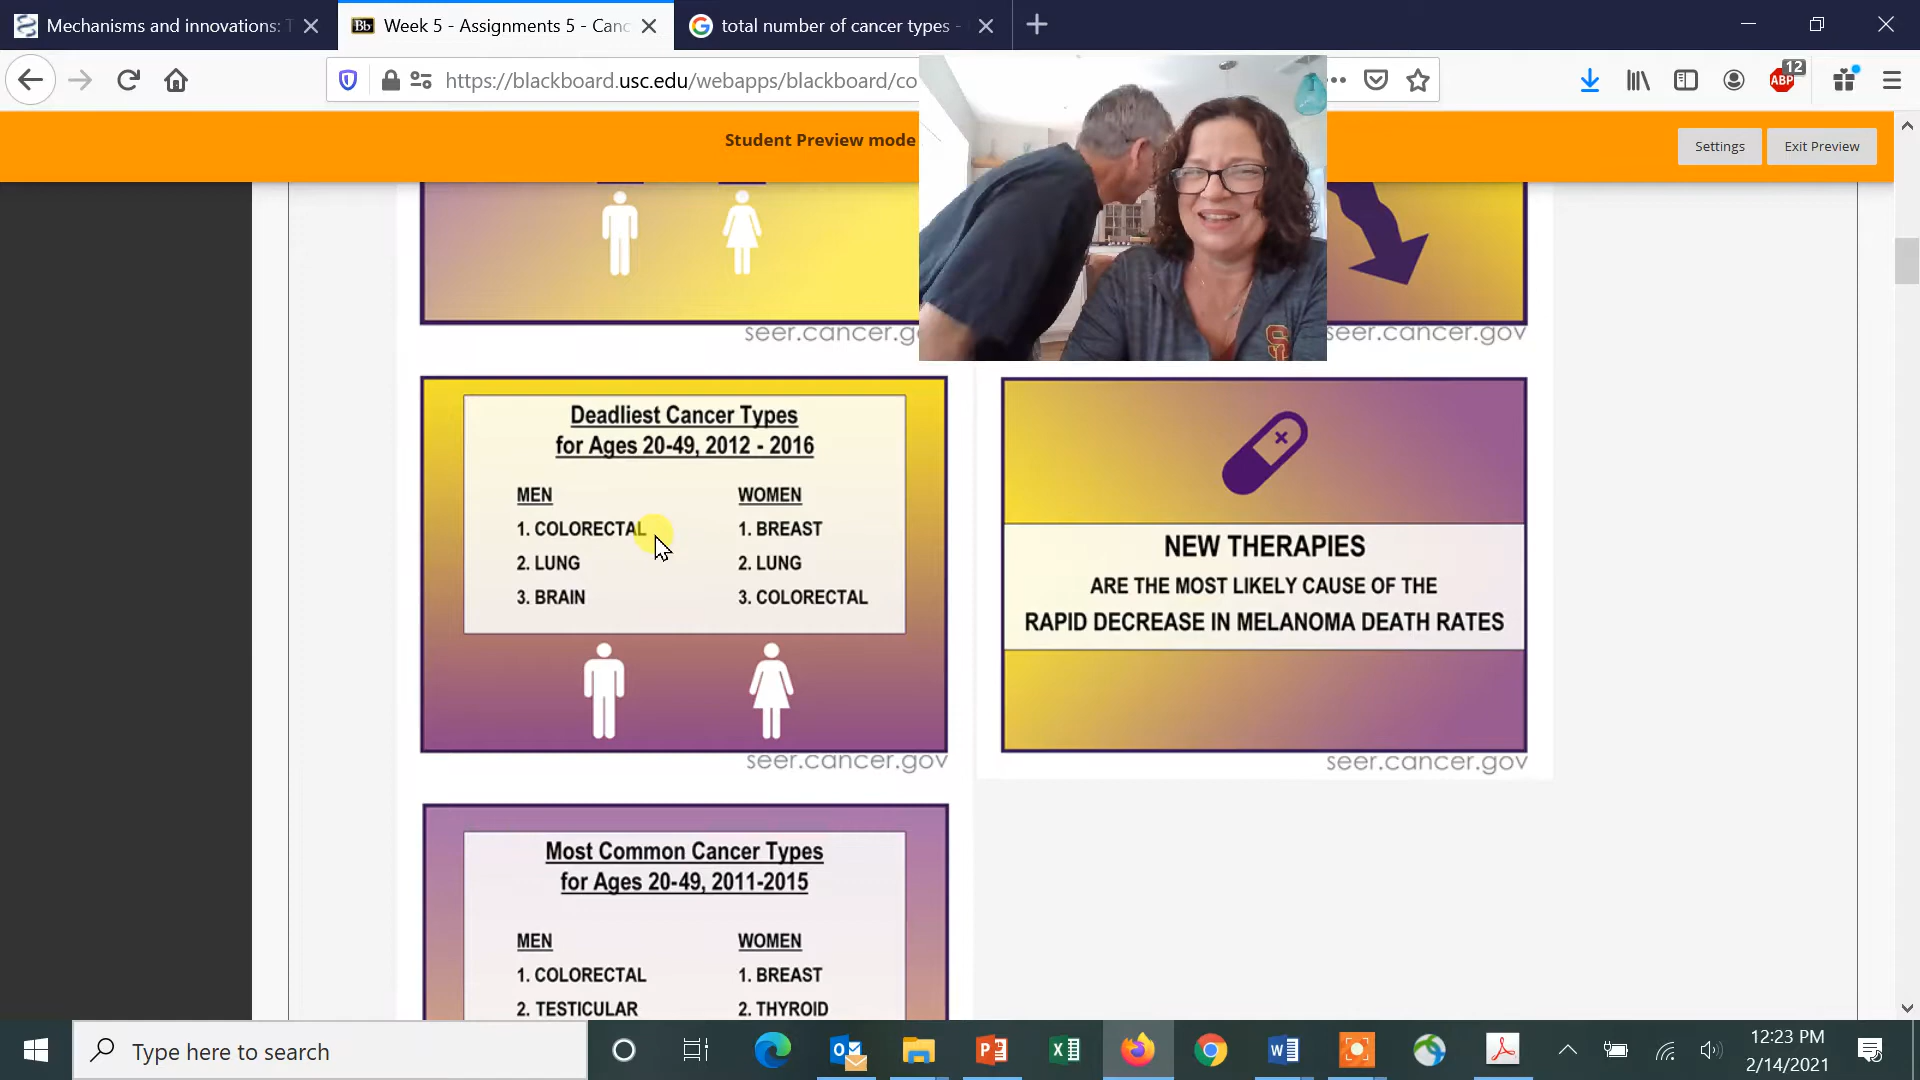 Mechanisms and innovations: T
Bb Week 5 - Assignments 5 - Canc
total number of cancer types -
https://blackboard.usc.edu/webapps/blackboard/co
ABP
12
Student Preview mode
Settings
Exit Preview
SC
seer.cancer.g
seer.cancer.gov
Deadliest Cancer Types
for Ages 20-49, 2012 - 2016
MEN
WOMEN
1. COLORECTAL
1. BREAST
2. LUNG
2. LUNG
3. BRAIN
3. COLORECTAL
seer.cancer.gov
NEW THERAPIES
ARE THE MOST LIKELY CAUSE OF THE
RAPID DECREASE IN MELANOMA DEATH RATES
seer.cancer.gov
Most Common Cancer Types
for Ages 20-49, 2011-2015
MEN
WOMEN
1. COLORECTAL
1. BREAST
2. TESTICULAR
2. THYROID
Type here to search
12:23 PM
2/14/2021